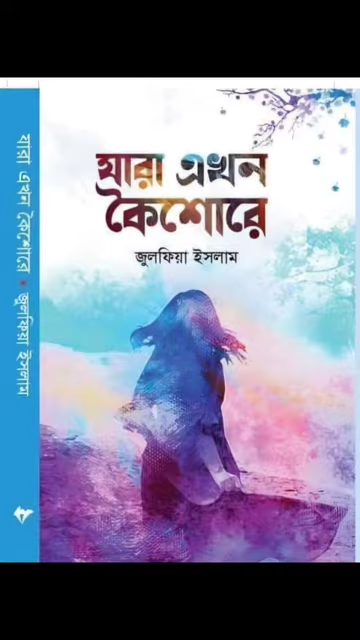 যারা এখন
কৈশোরে
জুলফিয়া ইসলাম
যারা এখন কৈশোরে * জুলফিয়া ইসলাম